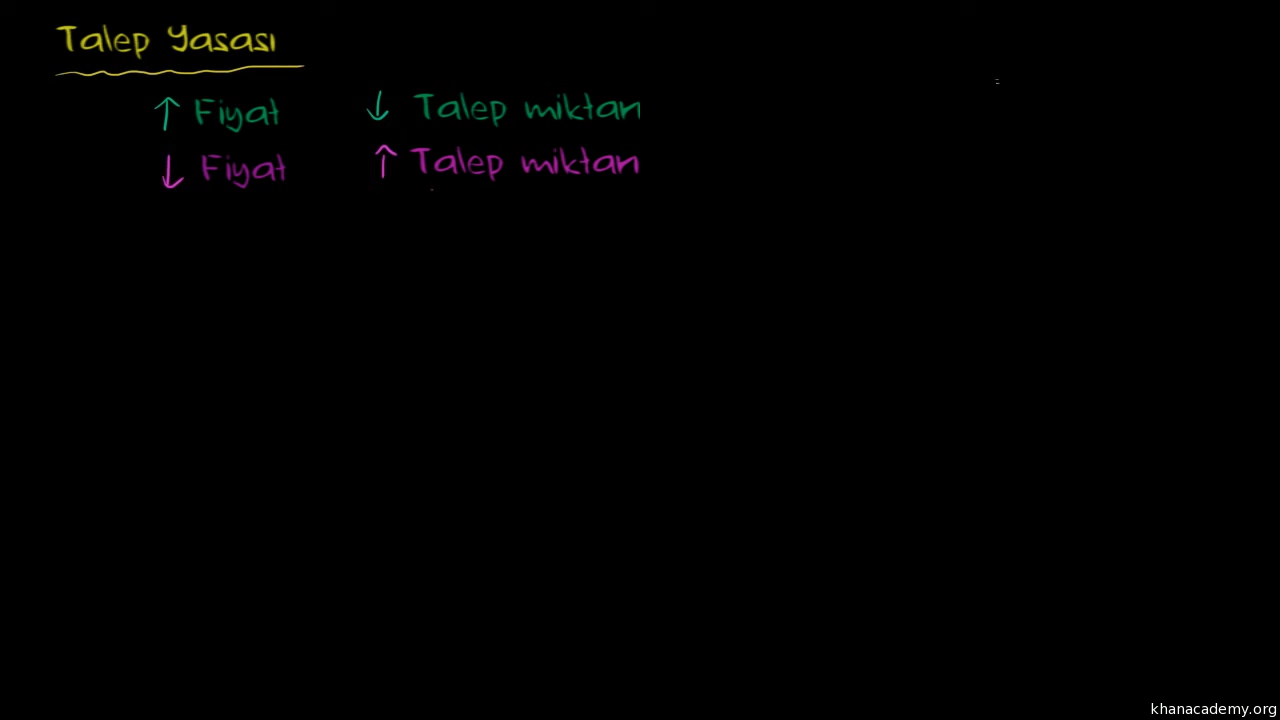 Talep Yasası
↑ Fiyat ↓ Talep miktarı
↓ Fiyat ↑ Talep miktarı
khanacademy.org